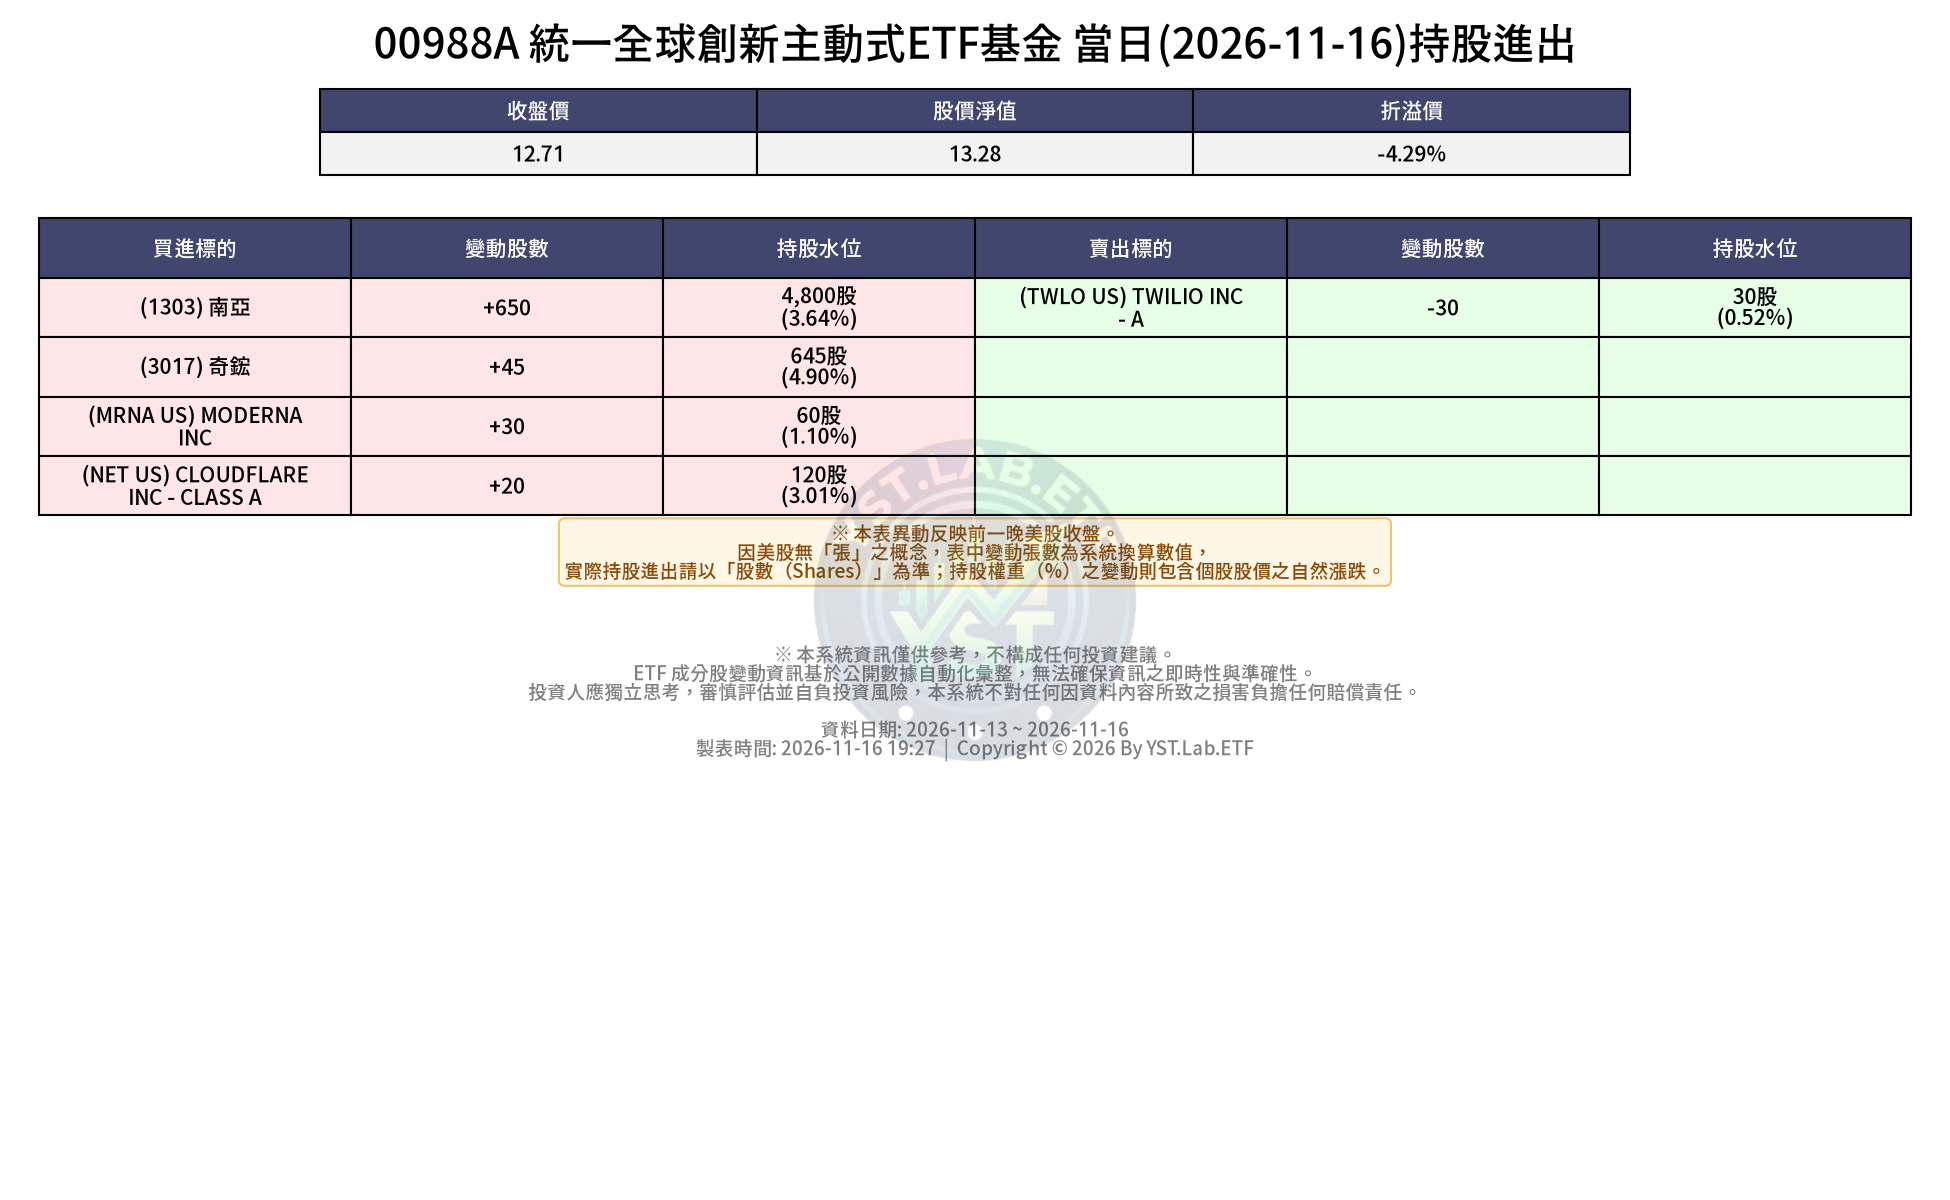 00988A 統一全球創新主動式ETF基金 當日(2026-11-16)持股進出
收盤價 股價淨值 折溢價
12.71 13.28 -4.29%
買進標的 變動股數 持股水位 賣出標的 變動股數 持股水位
(1303) 南亞 +650 4,800股 (3.64%) (TWLO US) TWILIO INC - A -30 30股 (0.52%)
(3017) 奇鋐 +45 645股 (4.90%)
(MRNA US) MODERNA INC +30 60股 (1.10%)
(NET US) CLOUDFLARE INC - CLASS A +20 120股 (3.01%)
※ 本表異動反映前一晚美股收盤。
因美股無「張」之概念，表中變動張數為系統換算數值，
實際持股進出請以「股數（Shares）」為準；持股權重（%）之變動則包含個股股價之自然漲跌。
YST.LAB.ETF
YST
※ 本系統資訊僅供參考，不構成任何投資建議。
ETF 成分股變動資訊基於公開數據自動化彙整，無法確保資訊之即時性與準確性。
投資人應獨立思考，審慎評估並自負投資風險，本系統不對任何因資料內容所致之損害負擔任何賠償責任。
資料日期: 2026-11-13 ~ 2026-11-16
製表時間: 2026-11-16 19:27 | Copyright © 2026 By YST.Lab.ETF